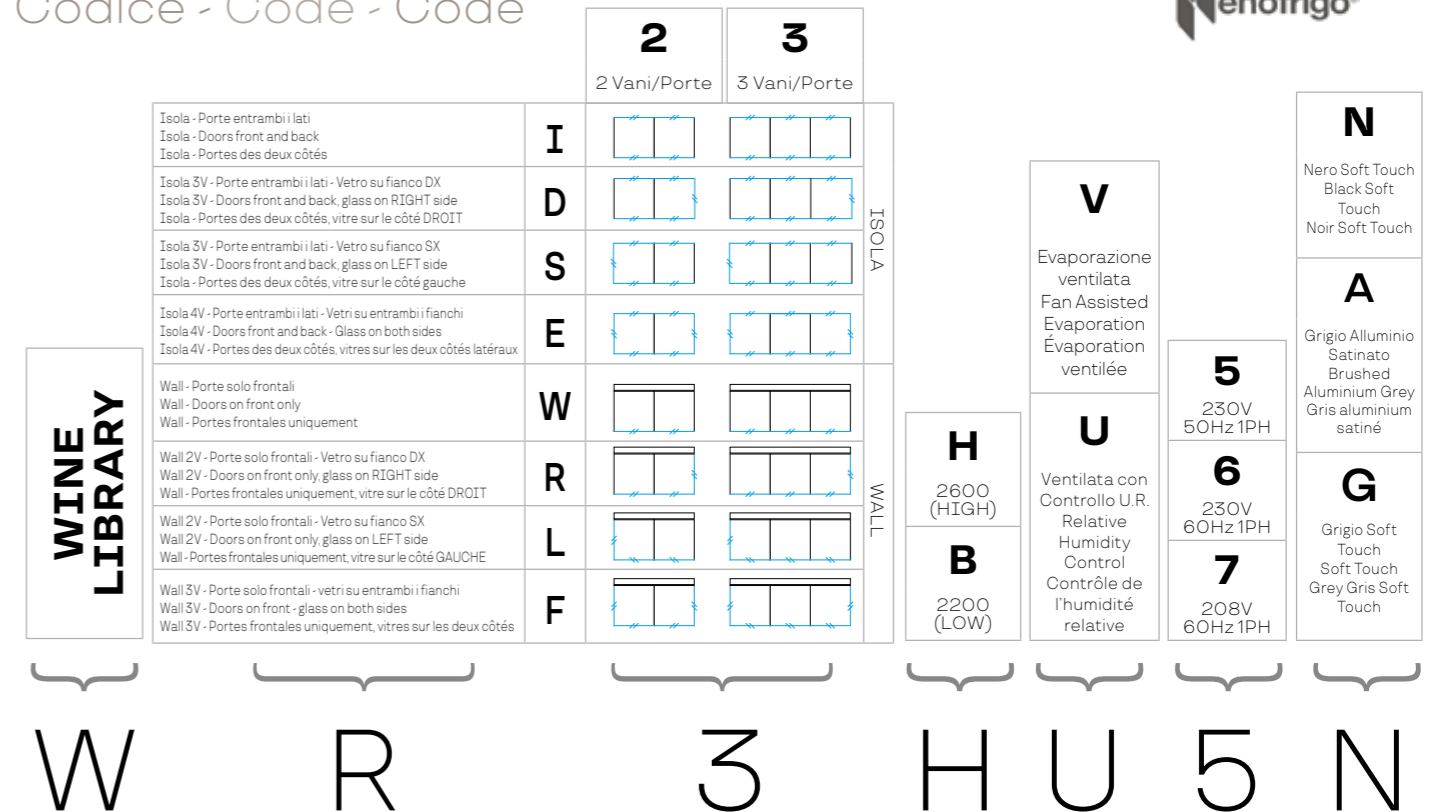 Codice - Code - Code
enofrigo®
2
2 Vani/Porte
3
3 Vani/Porte
Isola - Porte entrambi i lati
Isola - Doors front and back
Isola - Portes des deux côtés
I
Isola 3V - Porte entrambi i lati - Vetro su fianco DX
Isola 3V - Doors front and back, glass on RIGHT side
Isola - Portes des deux côtés, vitre sur le côté DROIT
D
Isola 3V - Porte entrambi i lati - Vetro su fianco SX
Isola 3V - Doors front and back, glass on LEFT side
Isola - Portes des deux côtés, vitre sur le côté gauche
S
Isola 4V - Porte entrambi i lati - Vetri su entrambi i fianchi
Isola 4V - Doors front and back - Glass on both sides
Isola 4V - Portes des deux côtés, vitres sur les deux côtés latéraux
E
ISOLA
Wall - Porte solo frontali
Wall - Doors on front only
Wall - Portes frontales uniquement
W
Wall 2V - Porte solo frontali - Vetro su fianco DX
Wall 2V - Doors on front only, glass on RIGHT side
Wall - Portes frontales uniquement, vitre sur le côté DROIT
R
Wall 2V - Porte solo frontali - Vetro su fianco SX
Wall 2V - Doors on front only, glass on LEFT side
Wall - Portes frontales uniquement, vitre sur le côté GAUCHE
L
Wall 3V - Porte solo frontali - vetri su entrambi i fianchi
Wall 3V - Doors on front - glass on both sides
Wall 3V - Portes frontales uniquement, vitres sur les deux côtés
F
WALL
WINE
LIBRARY
H
2600
(HIGH)
B
2200
(LOW)
V
Evaporazione
ventilata
Fan Assisted
Evaporation
Évaporation
ventilée
U
Ventilata con
Controllo U.R.
Relative
Humidity
Control
Contrôle de
l'humidité
relative
5
230V
50Hz 1PH
6
230V
60Hz 1PH
7
208V
60Hz 1PH
N
Nero Soft Touch
Black Soft
Touch
Noir Soft Touch
A
Grigio Alluminio
Satinato
Brushed
Aluminium Grey
Gris aluminium
satiné
G
Grigio Soft
Touch
Soft Touch
Grey Gris Soft
Touch
W R 3 H U 5 N